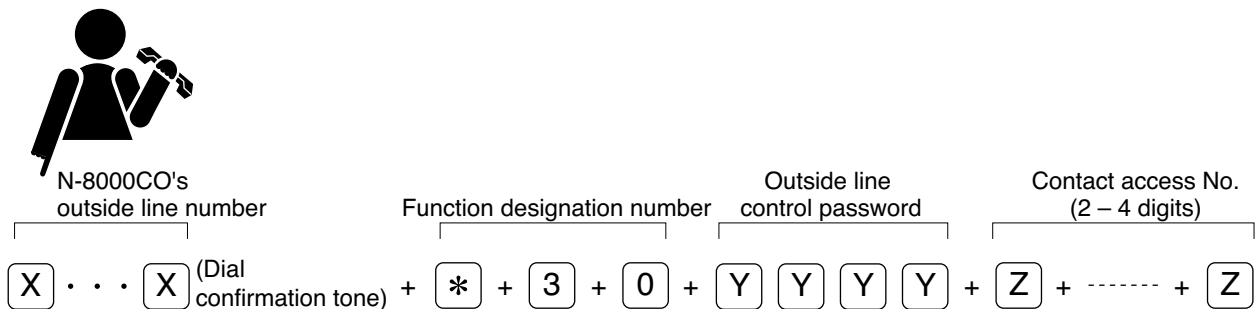 N-8000CO's
outside line number
Function designation number
Outside line
control password
Contact access No.
(2 – 4 digits)
X · · · X (Dial
confirmation tone) + * + 3 + 0 + Y Y Y Y + Z + ------- + Z